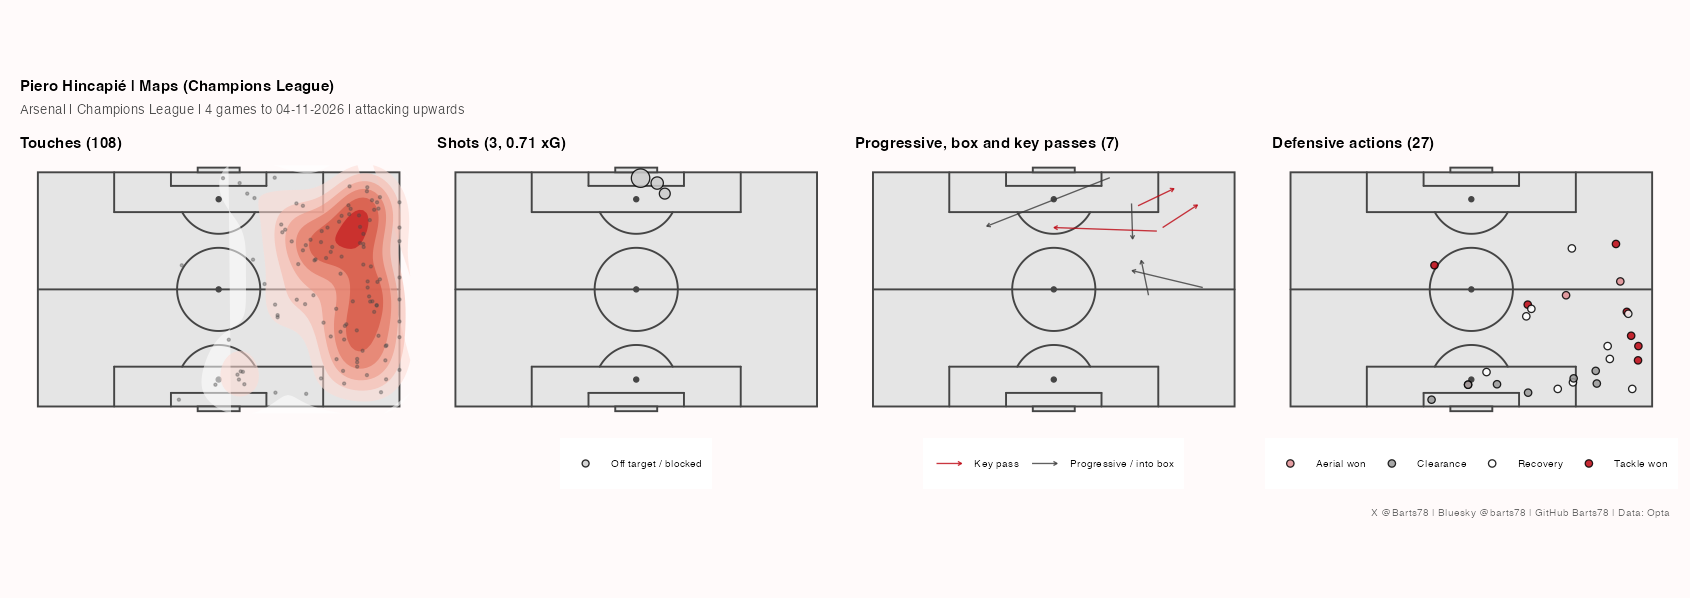 Piero Hincapié | Maps (Champions League)
Arsenal | Champions League | 4 games to 04-11-2026 | attacking upwards
Touches (108)
Shots (3, 0.71 xG)
Progressive, box and key passes (7)
Defensive actions (27)
Off target / blocked
Key pass
Progressive / into box
Aerial won
Clearance
Recovery
Tackle won
X @Barts78 | Bluesky @barts78 | GitHub Barts78 | Data: Opta